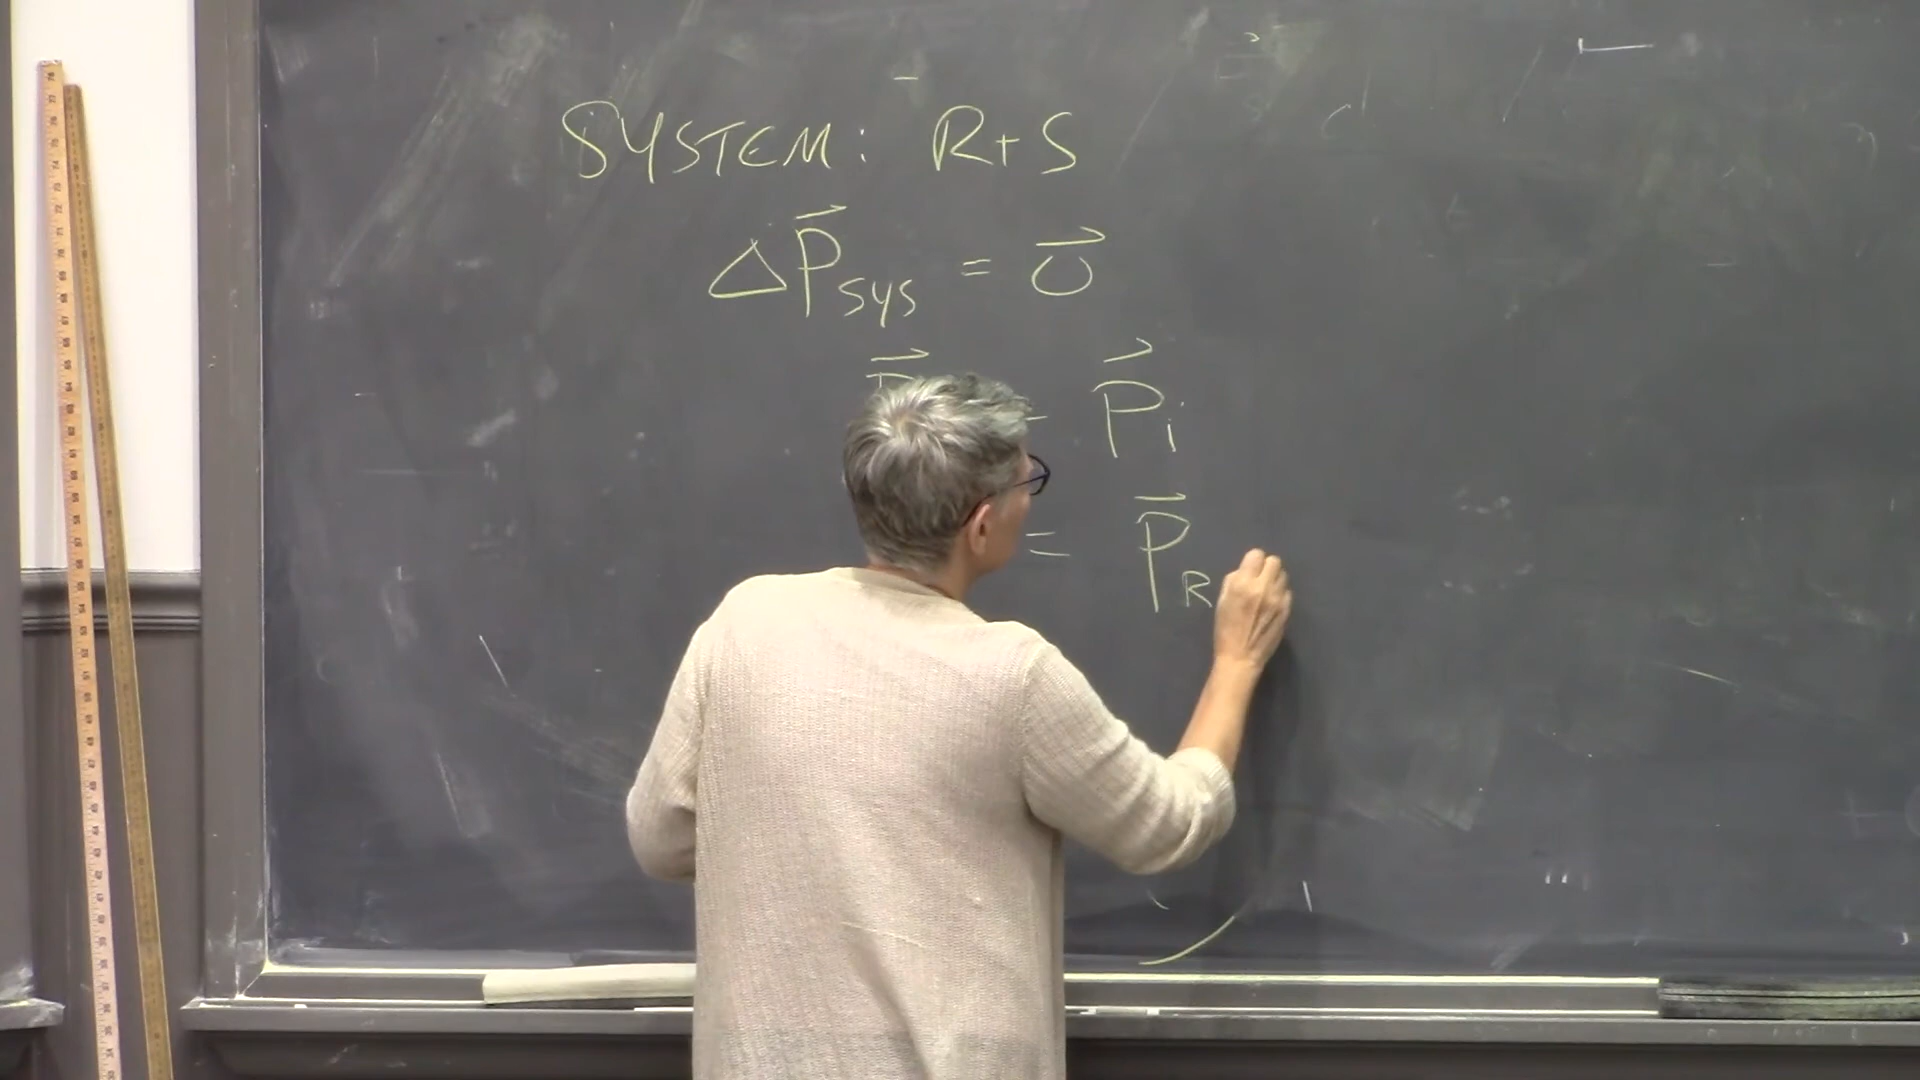 SYSTEM: R+S
ΔP⃗sys = 0⃗
P⃗ = P⃗i
= P⃗R